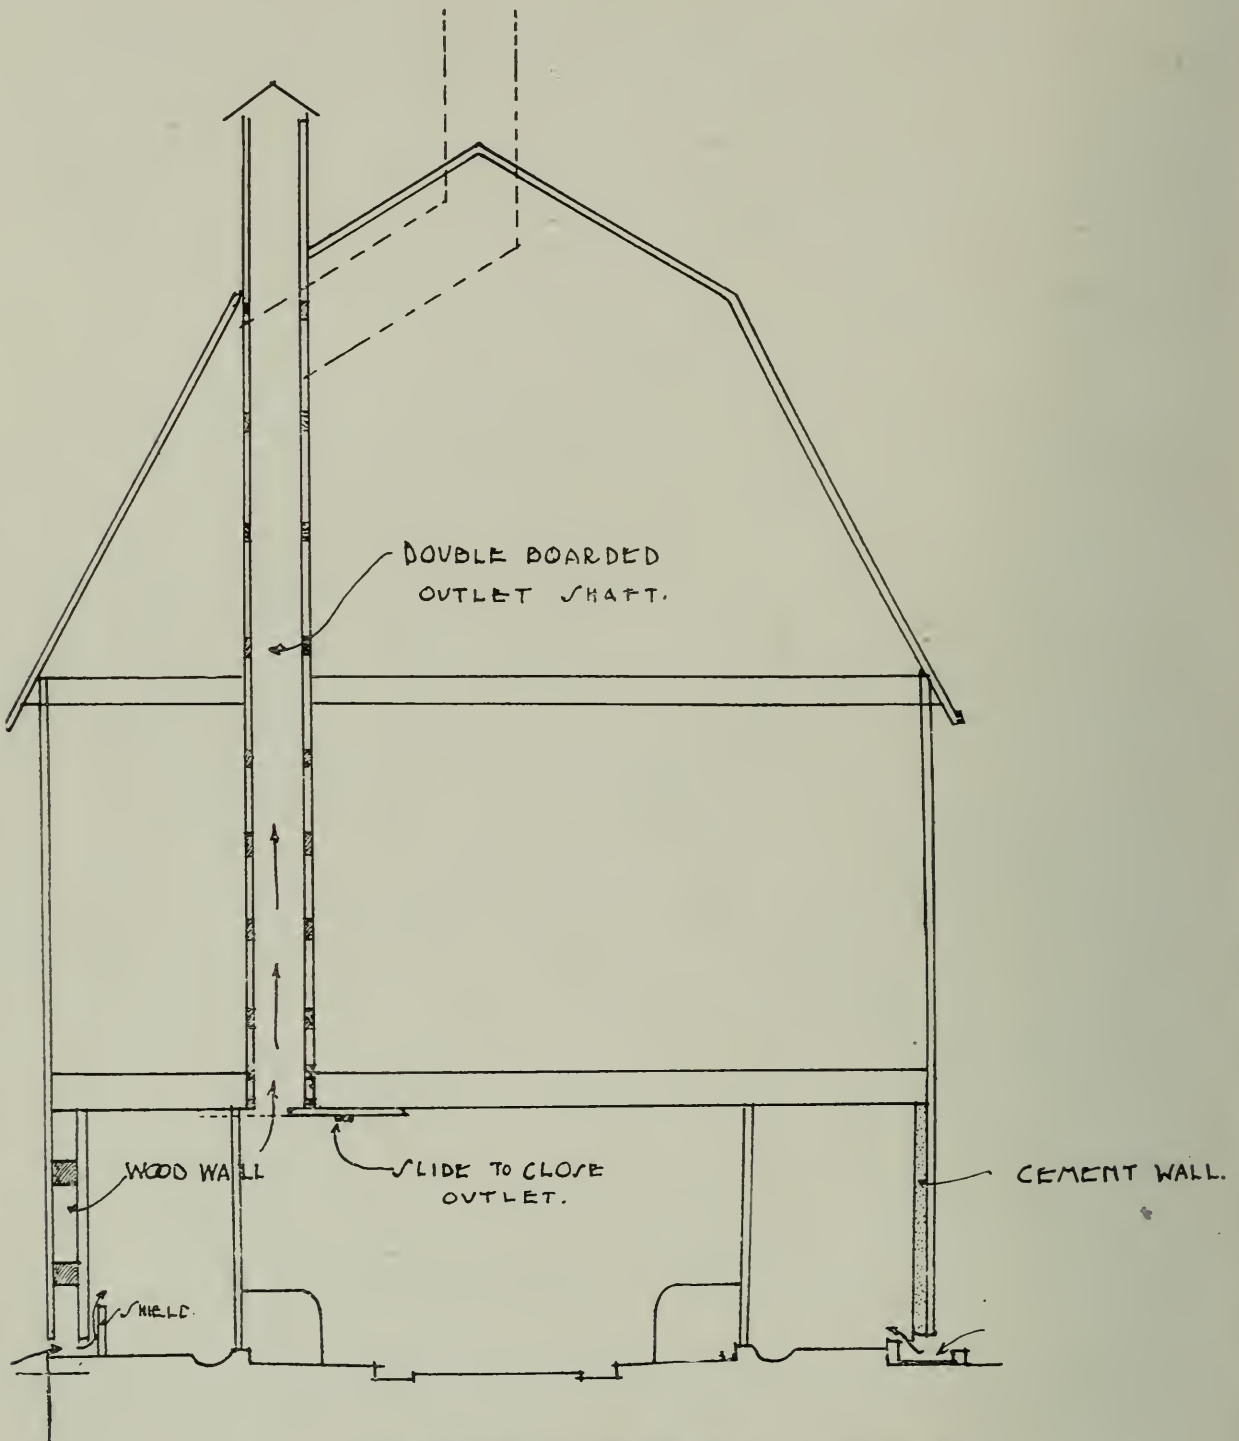 DOUBLE BOARDED
OUTLET SHAFT.
WOOD WALL
SLIDE TO CLOSE
OUTLET.
CEMENT WALL.
SHIELD.